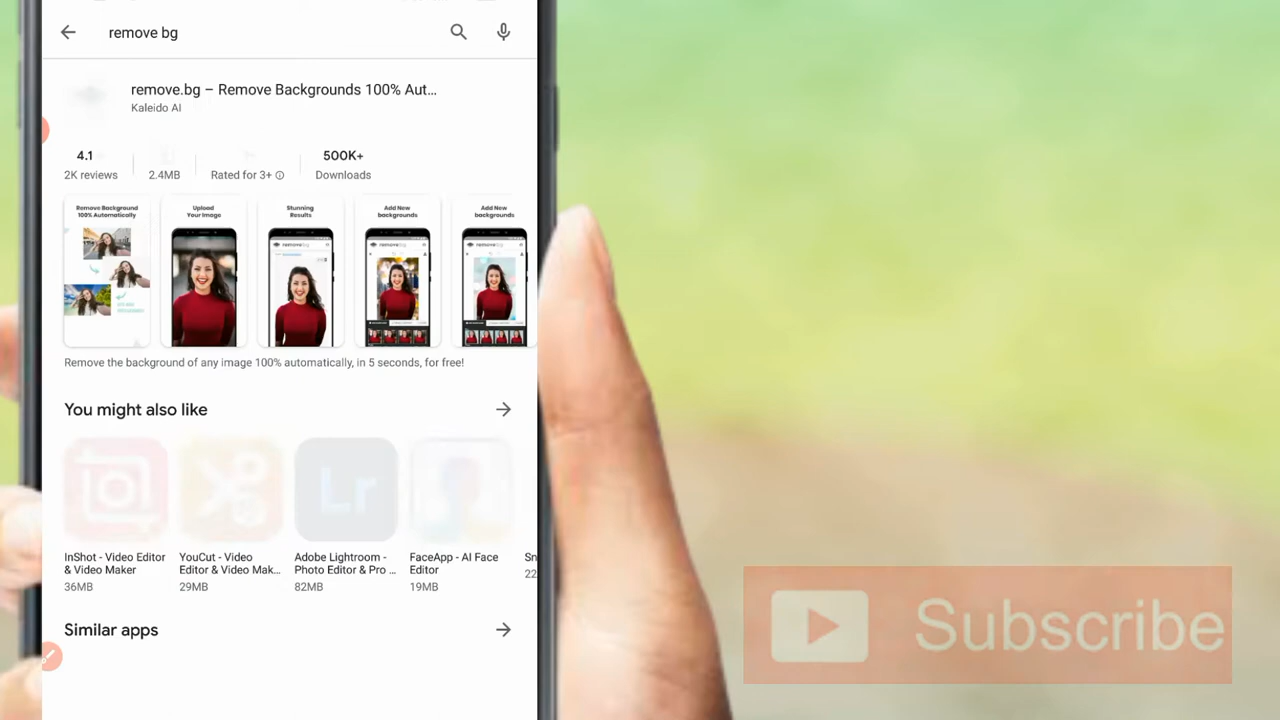 remove bg
remove.bg – Remove Backgrounds 100% Aut...
Kaleido AI
4.1
500K+
2K reviews
2.4MB
Rated for 3+
Downloads
Remove Background
100% Automatically
Upload
Your Image
Stunning
Results
Add New
backgrounds
Add New
backgrounds
Remove the background of any image 100% automatically, in 5 seconds, for free!
You might also like
Lr
InShot - Video Editor
& Video Maker
36MB
YouCut - Video
Editor & Video Mak...
29MB
Adobe Lightroom -
Photo Editor & Pro ...
82MB
FaceApp - AI Face
Editor
19MB
Sn
22
Similar apps
Subscribe